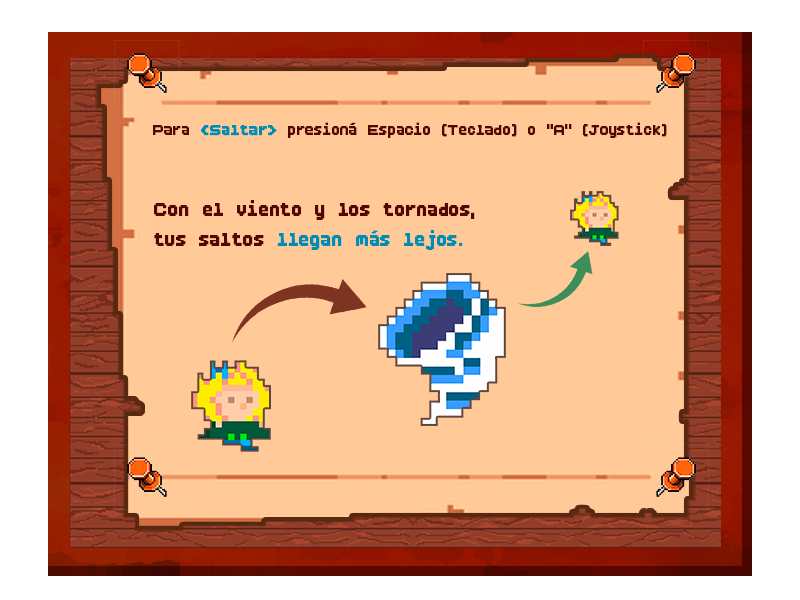 Para <Saltar> presioná Espacio (Teclado) o "A" (Joystick)
Con el viento y los tornados,
tus saltos llegan más lejos.